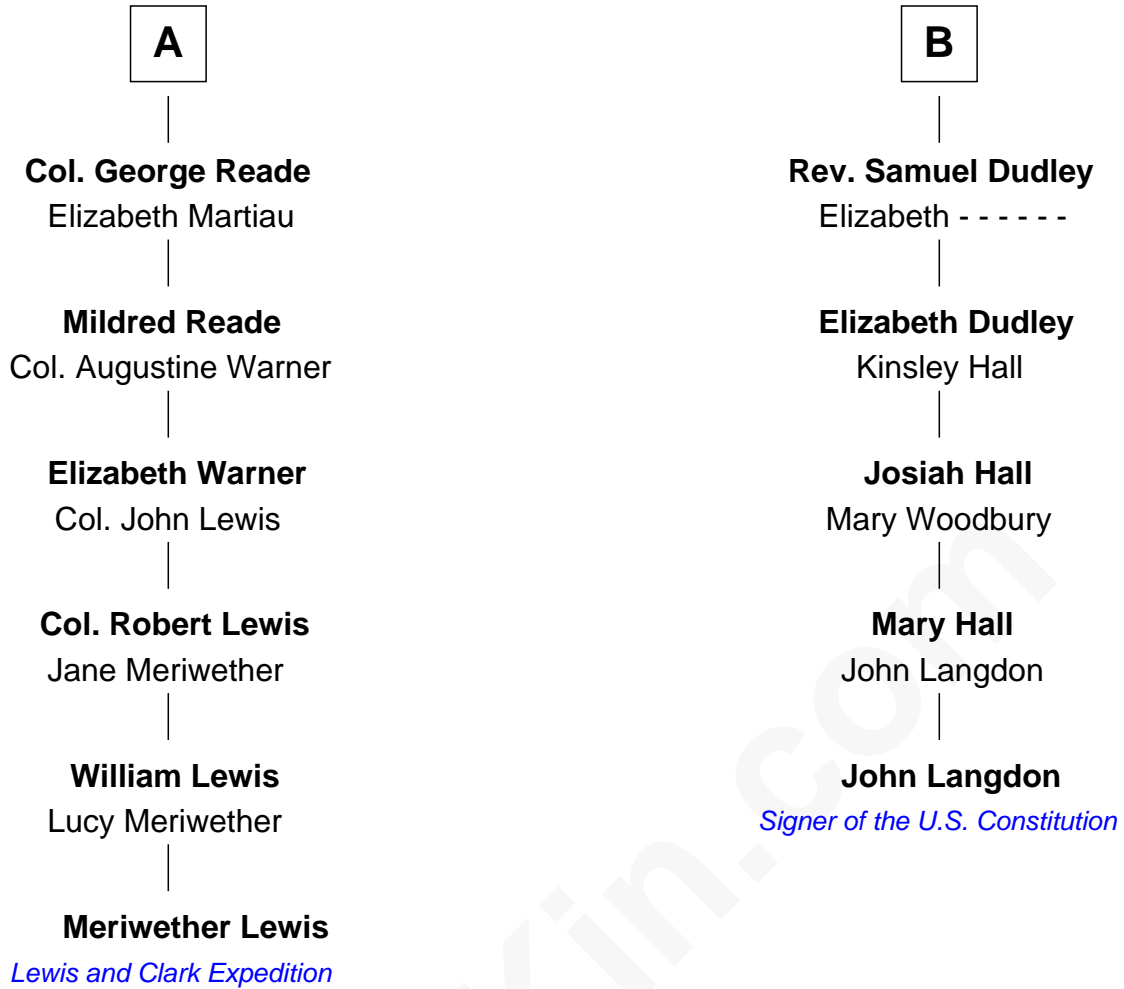 A
Col. George Reade
Elizabeth Martiau
Mildred Reade
Col. Augustine Warner
Elizabeth Warner
Col. John Lewis
Col. Robert Lewis
Jane Meriwether
William Lewis
Lucy Meriwether
Meriwether Lewis
Lewis and Clark Expedition
B
Rev. Samuel Dudley
Elizabeth - - - - - -
Elizabeth Dudley
Kinsley Hall
Josiah Hall
Mary Woodbury
Mary Hall
John Langdon
John Langdon
Signer of the U.S. Constitution
Kin.com